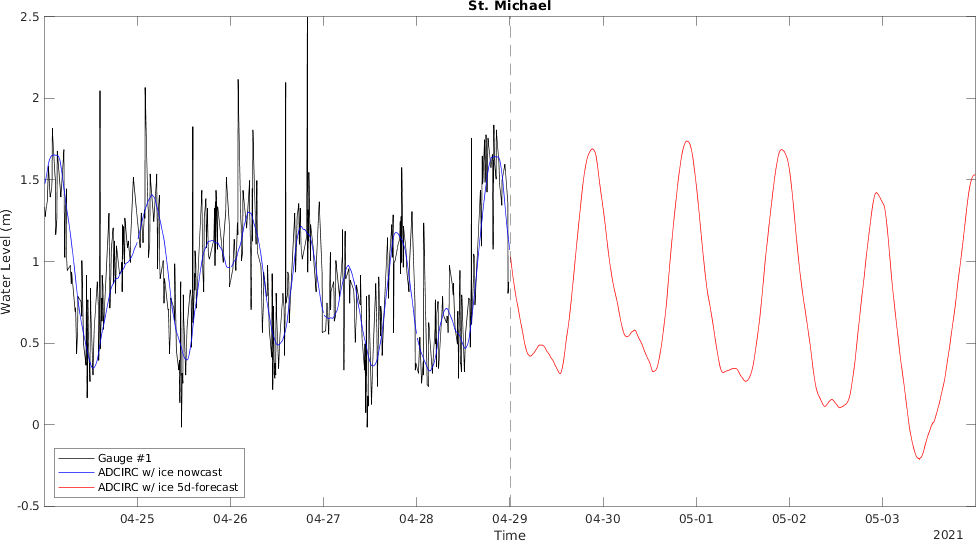 St. Michael
2.5
2
1.5
1
0.5
0
-0.5
Water Level (m)
Gauge #1
ADCIRC w/ ice nowcast
ADCIRC w/ ice 5d-forecast
04-25 04-26 04-27 04-28 04-29 04-30 05-01 05-02 05-03
Time
2021